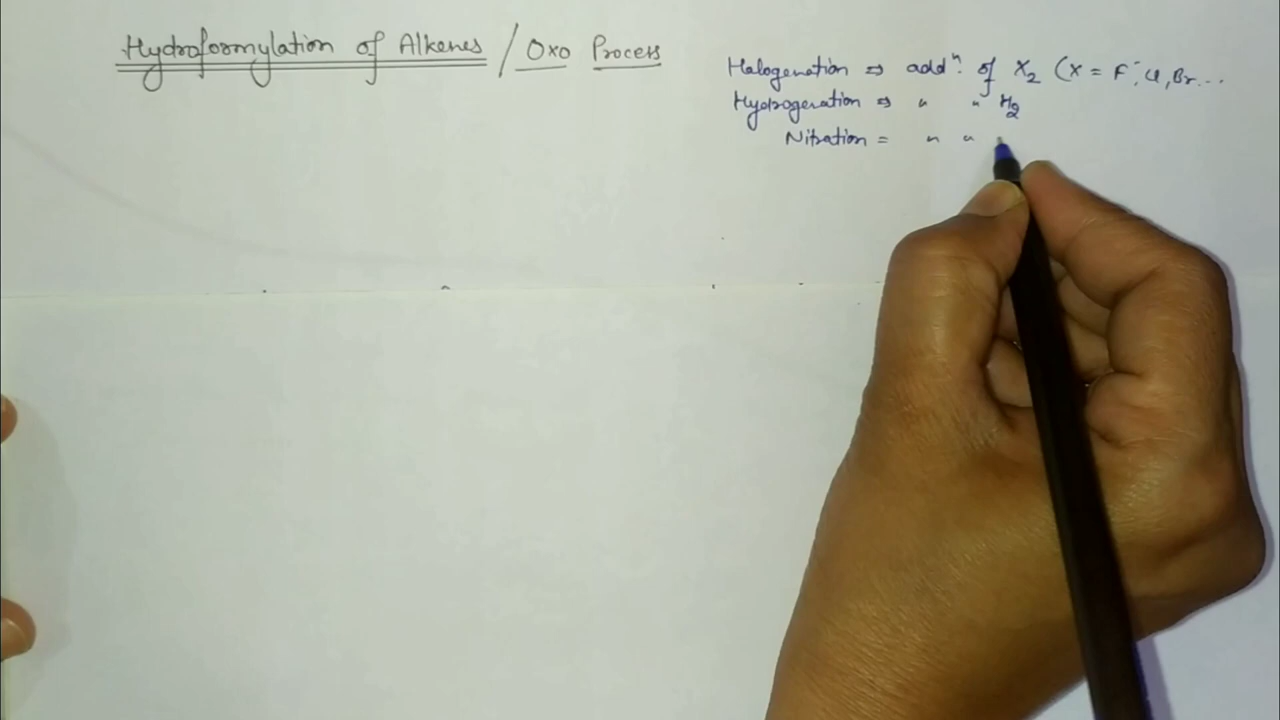 Hydroformylation of Alkenes / Oxo Process
Halogenation ⇒ addⁿ. of X₂ (X = F, Cl, Br...
Hydrogenation ⇒ " " H₂
Nitration = " "